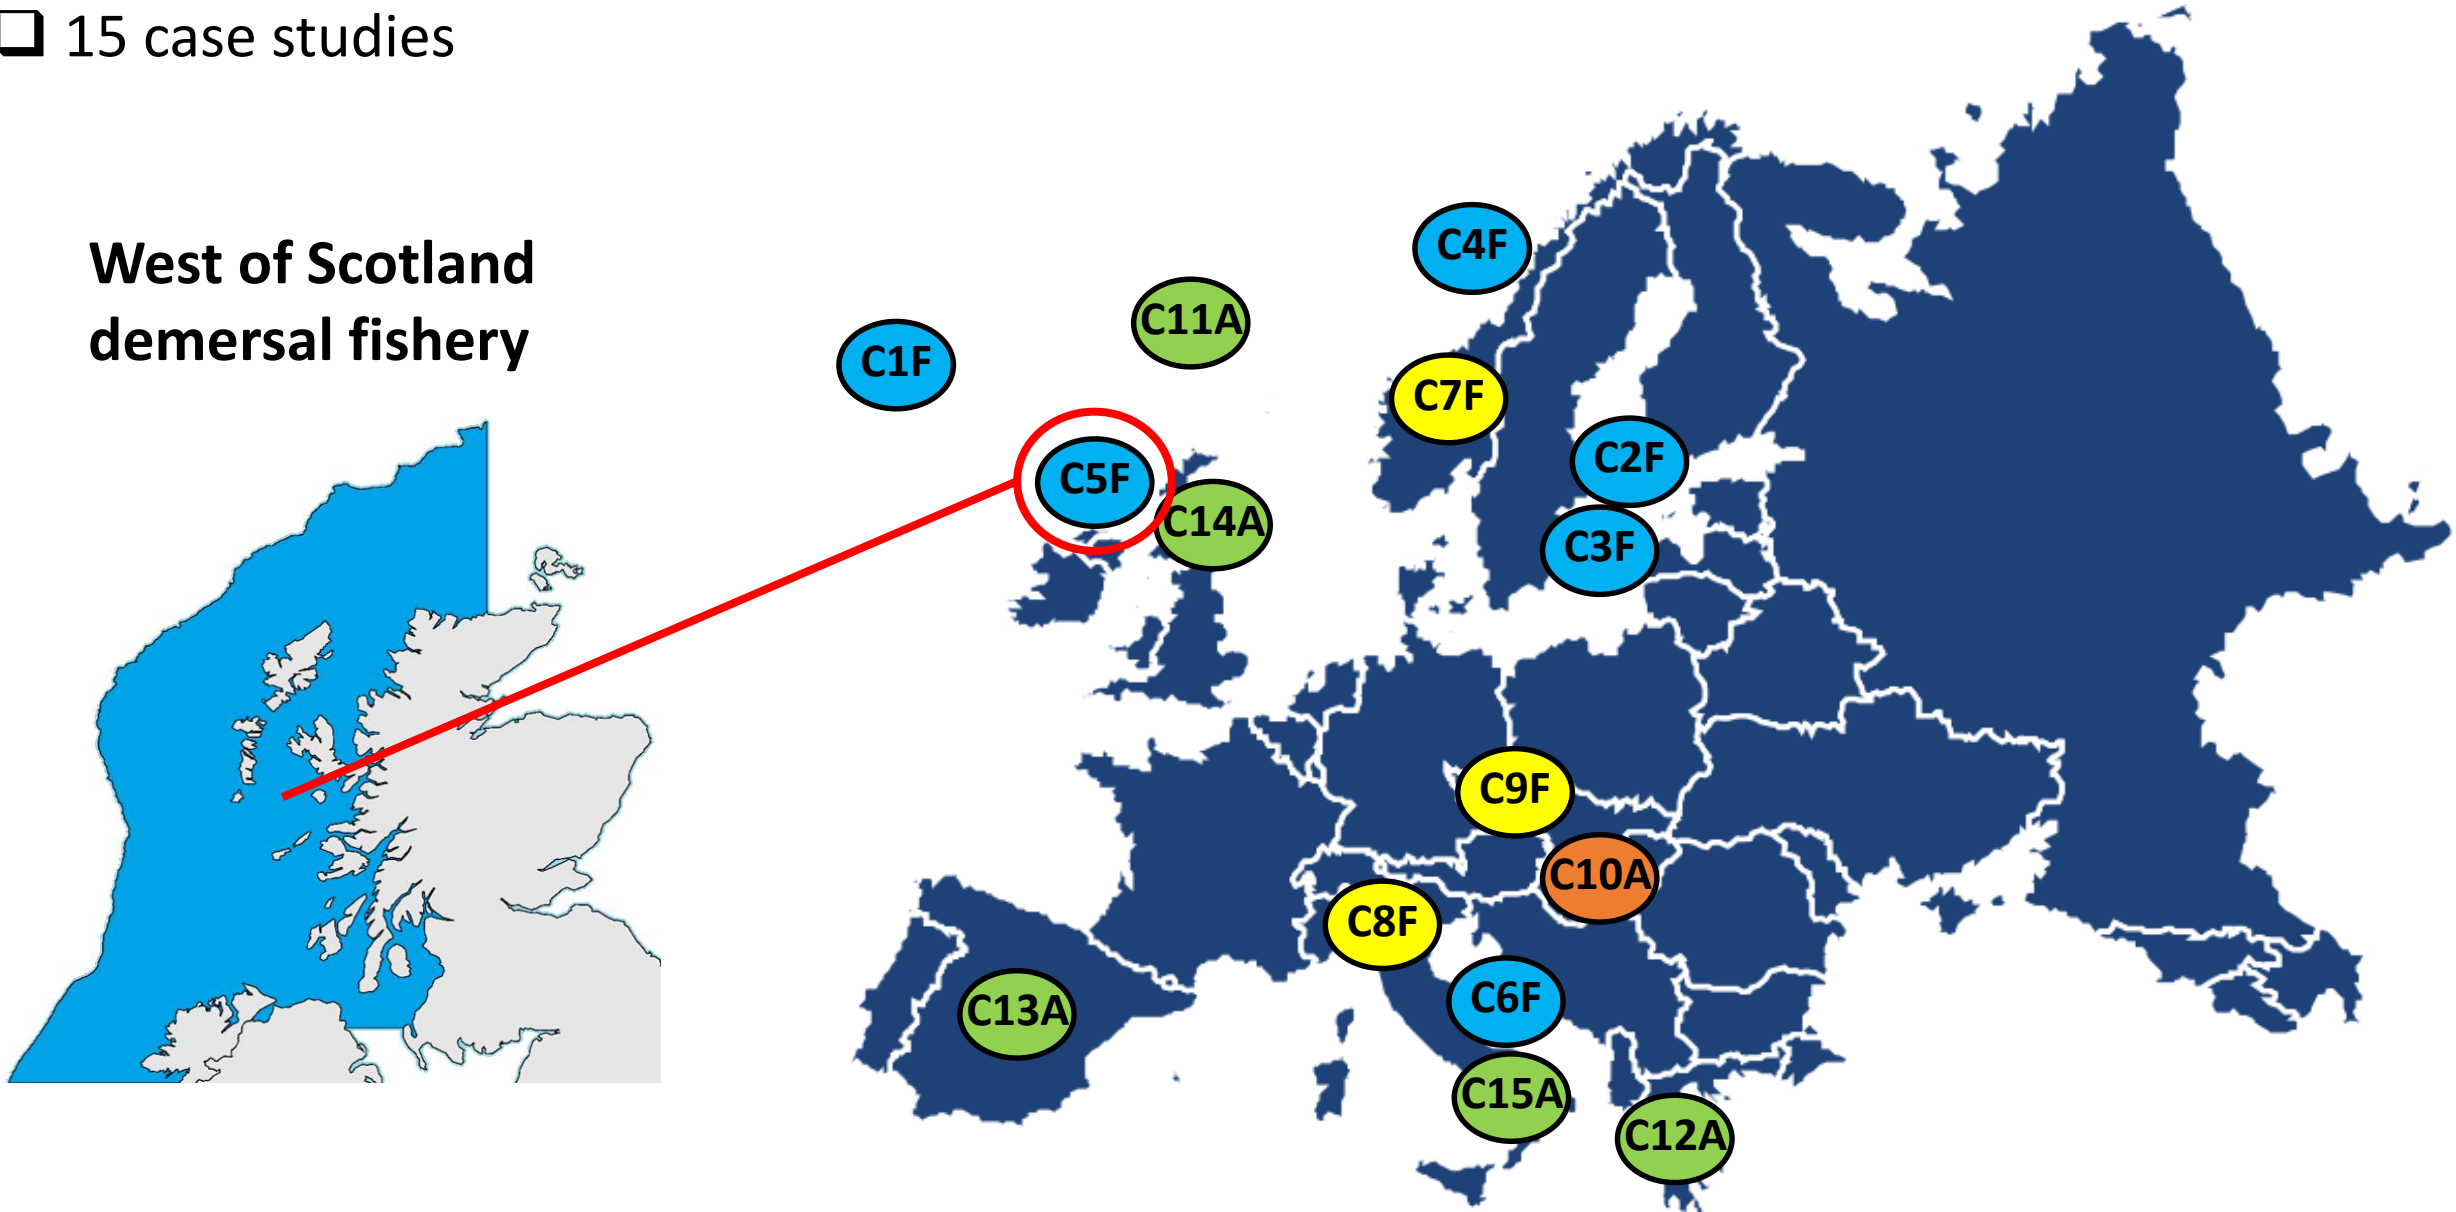 15 case studies
West of Scotland
demersal fishery
C4F
C11A
C1F
C7F
C2F
C5F
C14A
C3F
C9F
C10A
C8F
C6F
C13A
C15A
C12A